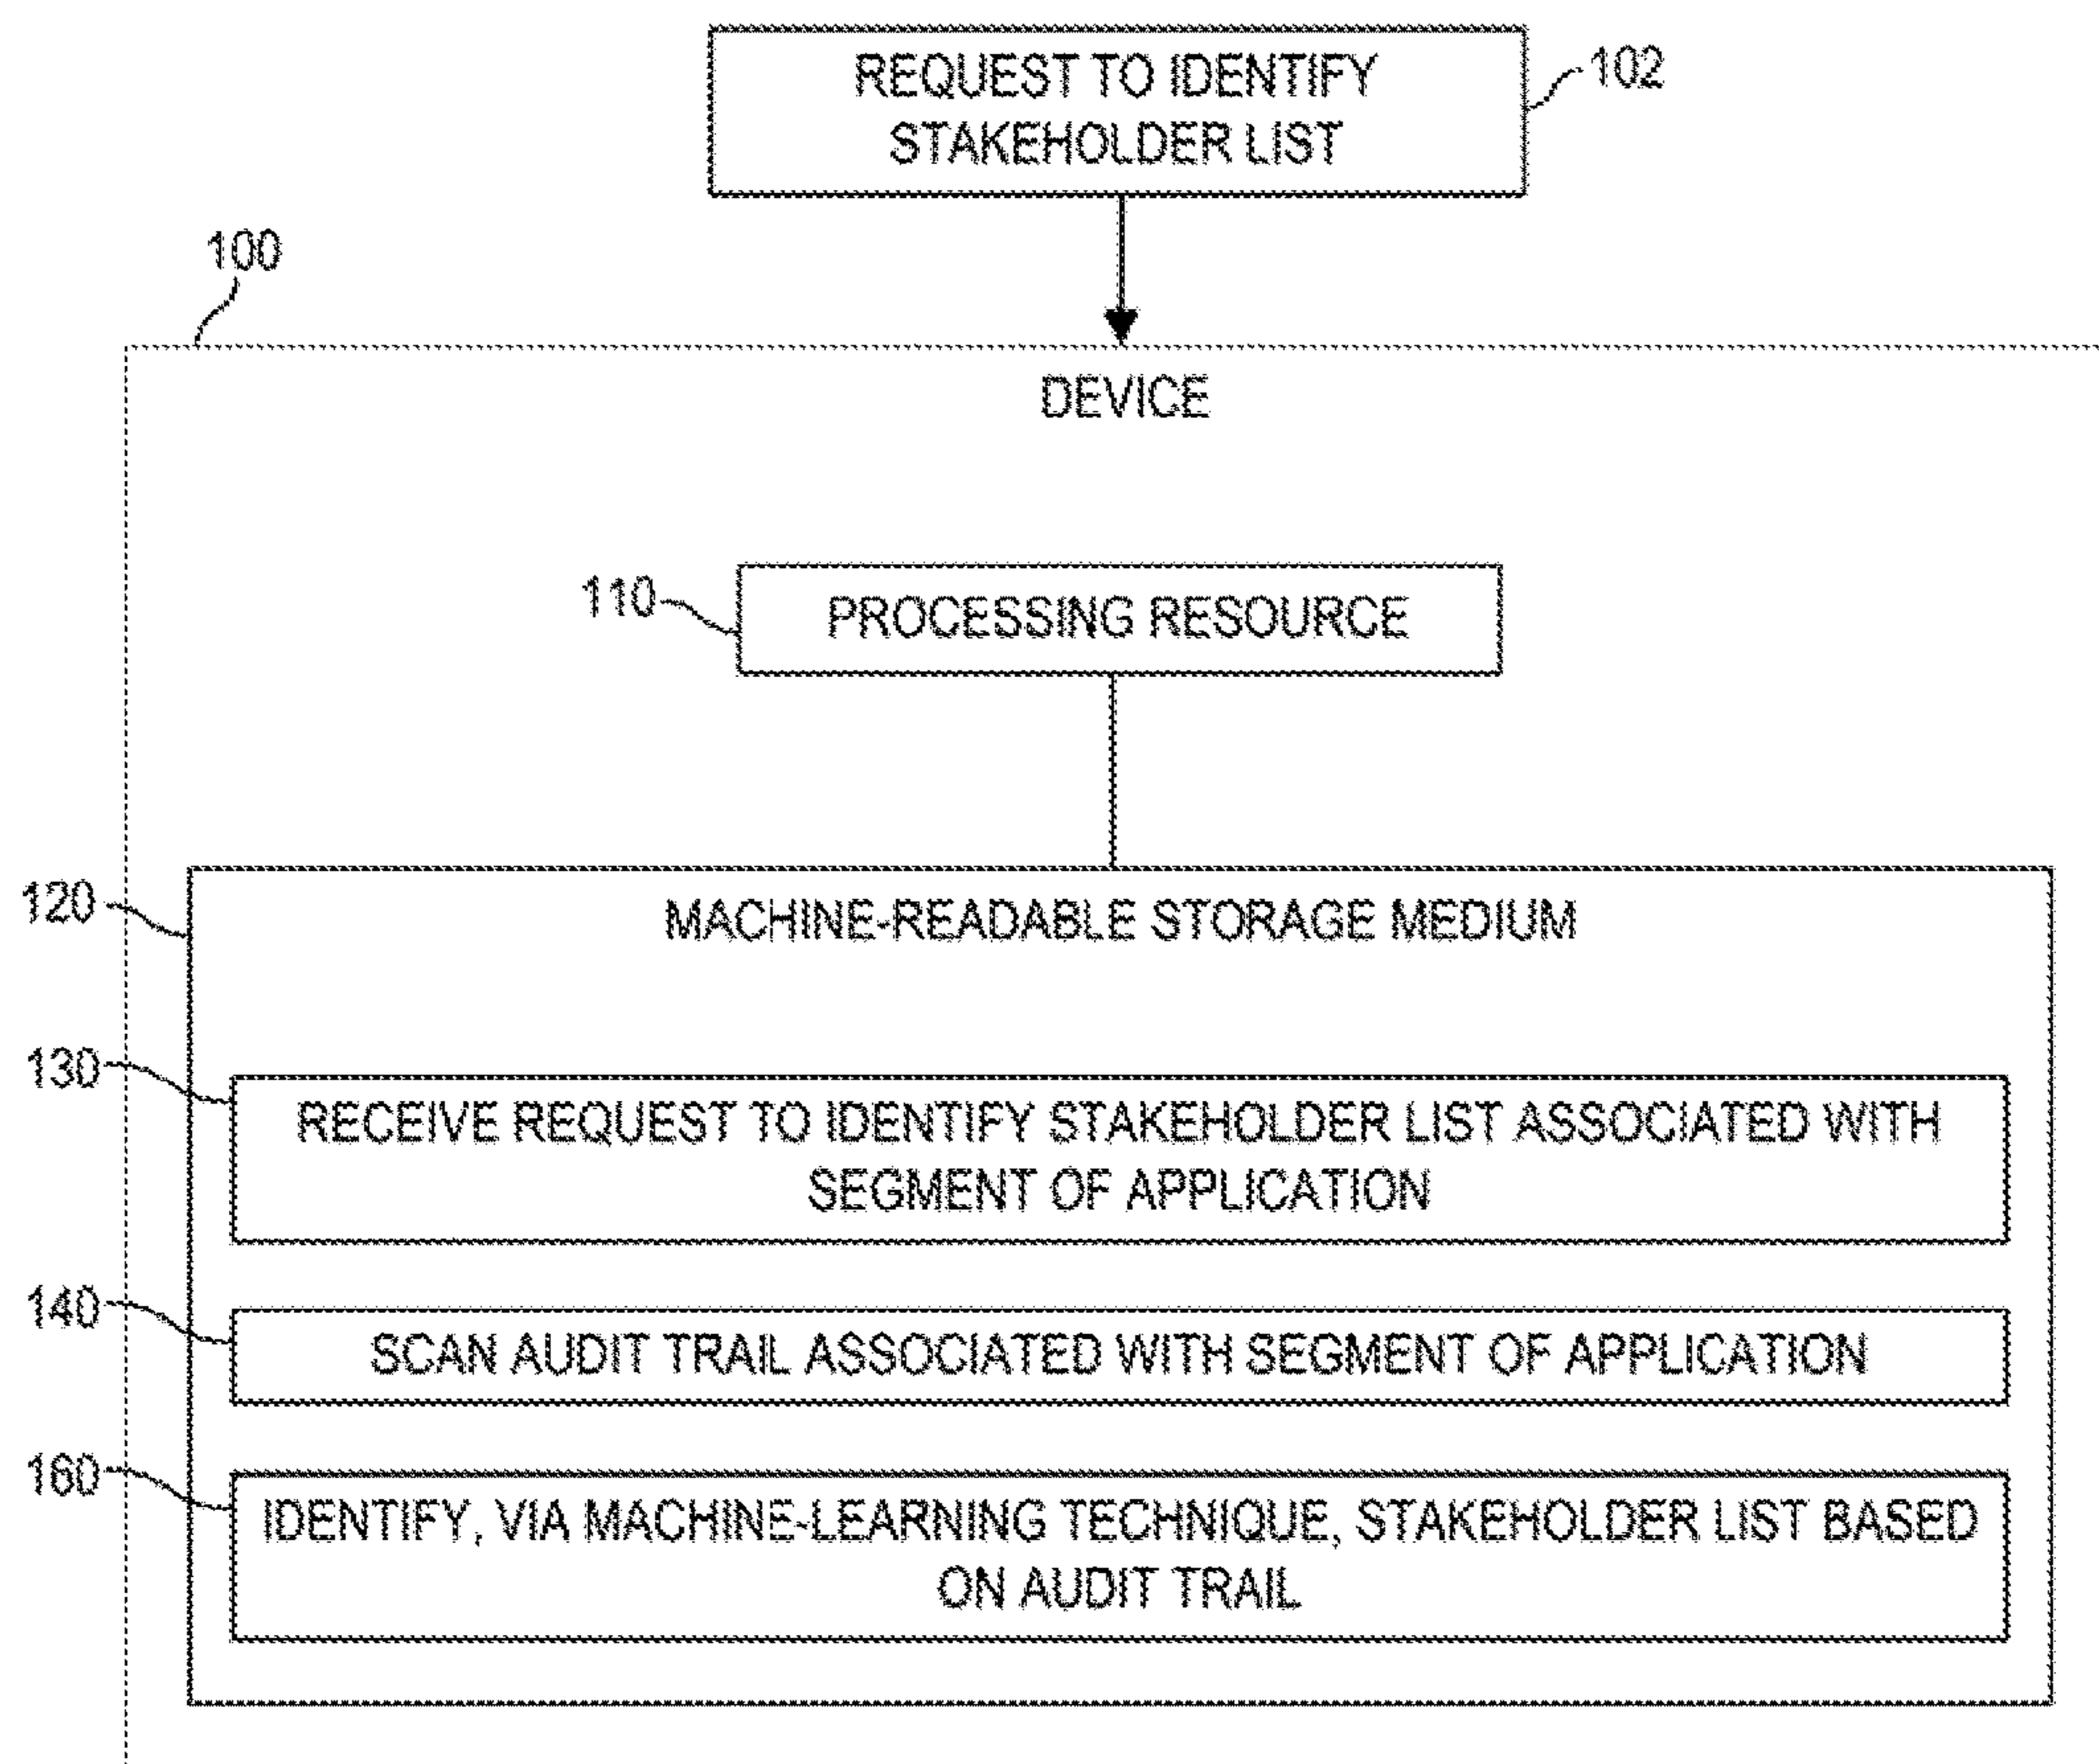 REQUEST TO IDENTIFY
STAKEHOLDER LIST
102
100
DEVICE
110
PROCESSING RESOURCE
120
MACHINE-READABLE STORAGE MEDIUM
130
RECEIVE REQUEST TO IDENTIFY STAKEHOLDER LIST ASSOCIATED WITH
SEGMENT OF APPLICATION
140
SCAN AUDIT TRAIL ASSOCIATED WITH SEGMENT OF APPLICATION
160
IDENTIFY, VIA MACHINE-LEARNING TECHNIQUE, STAKEHOLDER LIST BASED
ON AUDIT TRAIL